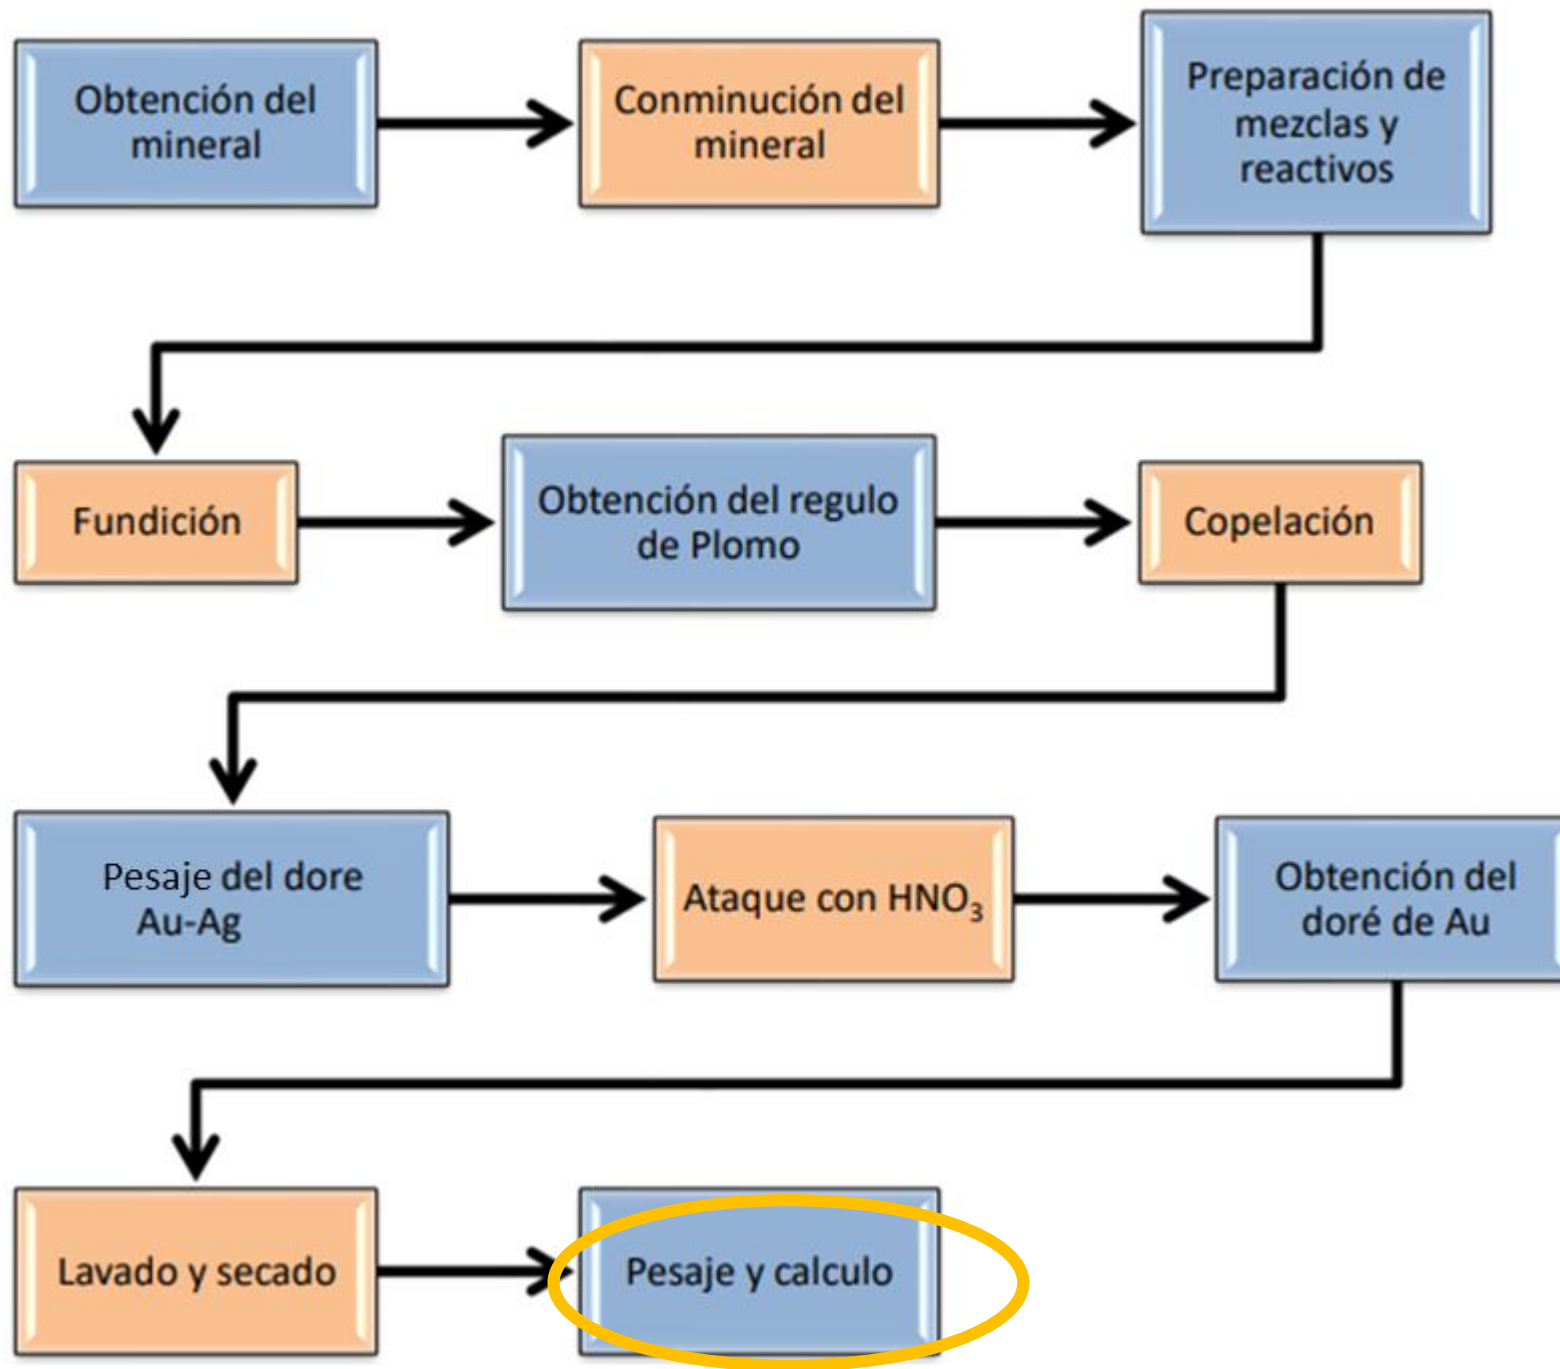 Obtención del
mineral
Conminución del
mineral
Preparación de
mezclas y
reactivos
Fundición
Obtención del regulo
de Plomo
Copelación
Pesaje del dore
Au-Ag
Ataque con HNO₃
Obtención del
doré de Au
Lavado y secado
Pesaje y calculo